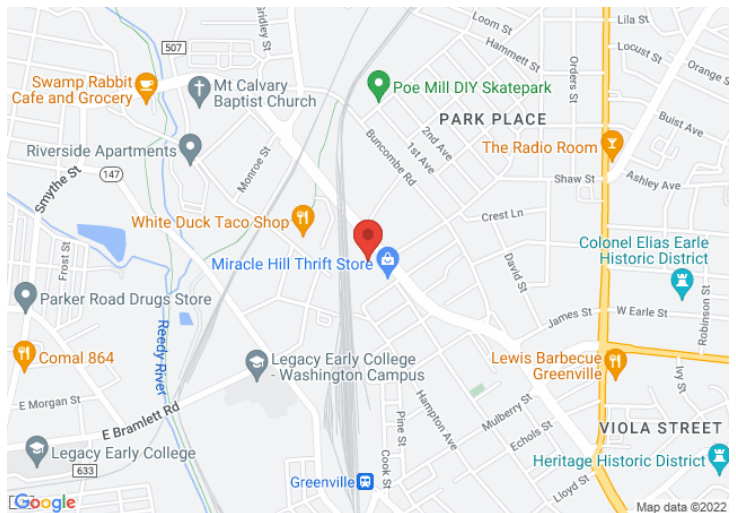 Gridley St
Loom St
Lila St
507
Hammett St
Locust St
Orders St
Orange S
Swamp Rabbit
Cafe and Grocery
Mt Calvary
Baptist Church
Poe Mill DIY Skatepark
PARK PLACE
Buist Ave
2nd Ave
1st Ave
Buncombe Rd
The Radio Room
Riverside Apartments
Monroe St
Shaw St
Ashley Ave
147
Smythe St
White Duck Taco Shop
Crest Ln
Miracle Hill Thrift Store
Colonel Elias Earle
Historic District
Frost St
David St
Parker Road Drugs Store
Reedy River
James St
W Earle St
Robinson St
Comal 864
Legacy Early College
- Washington Campus
Lewis Barbecue
Greenville
Ivy St
E Morgan St
E Bramlett Rd
Hampton Ave
Mulberry St
Pine St
Echols St
VIOLA STREET
Legacy Early College
633
Cook St
Heritage Historic District
Greenville
Lloyd St
Google
Map data ©2022